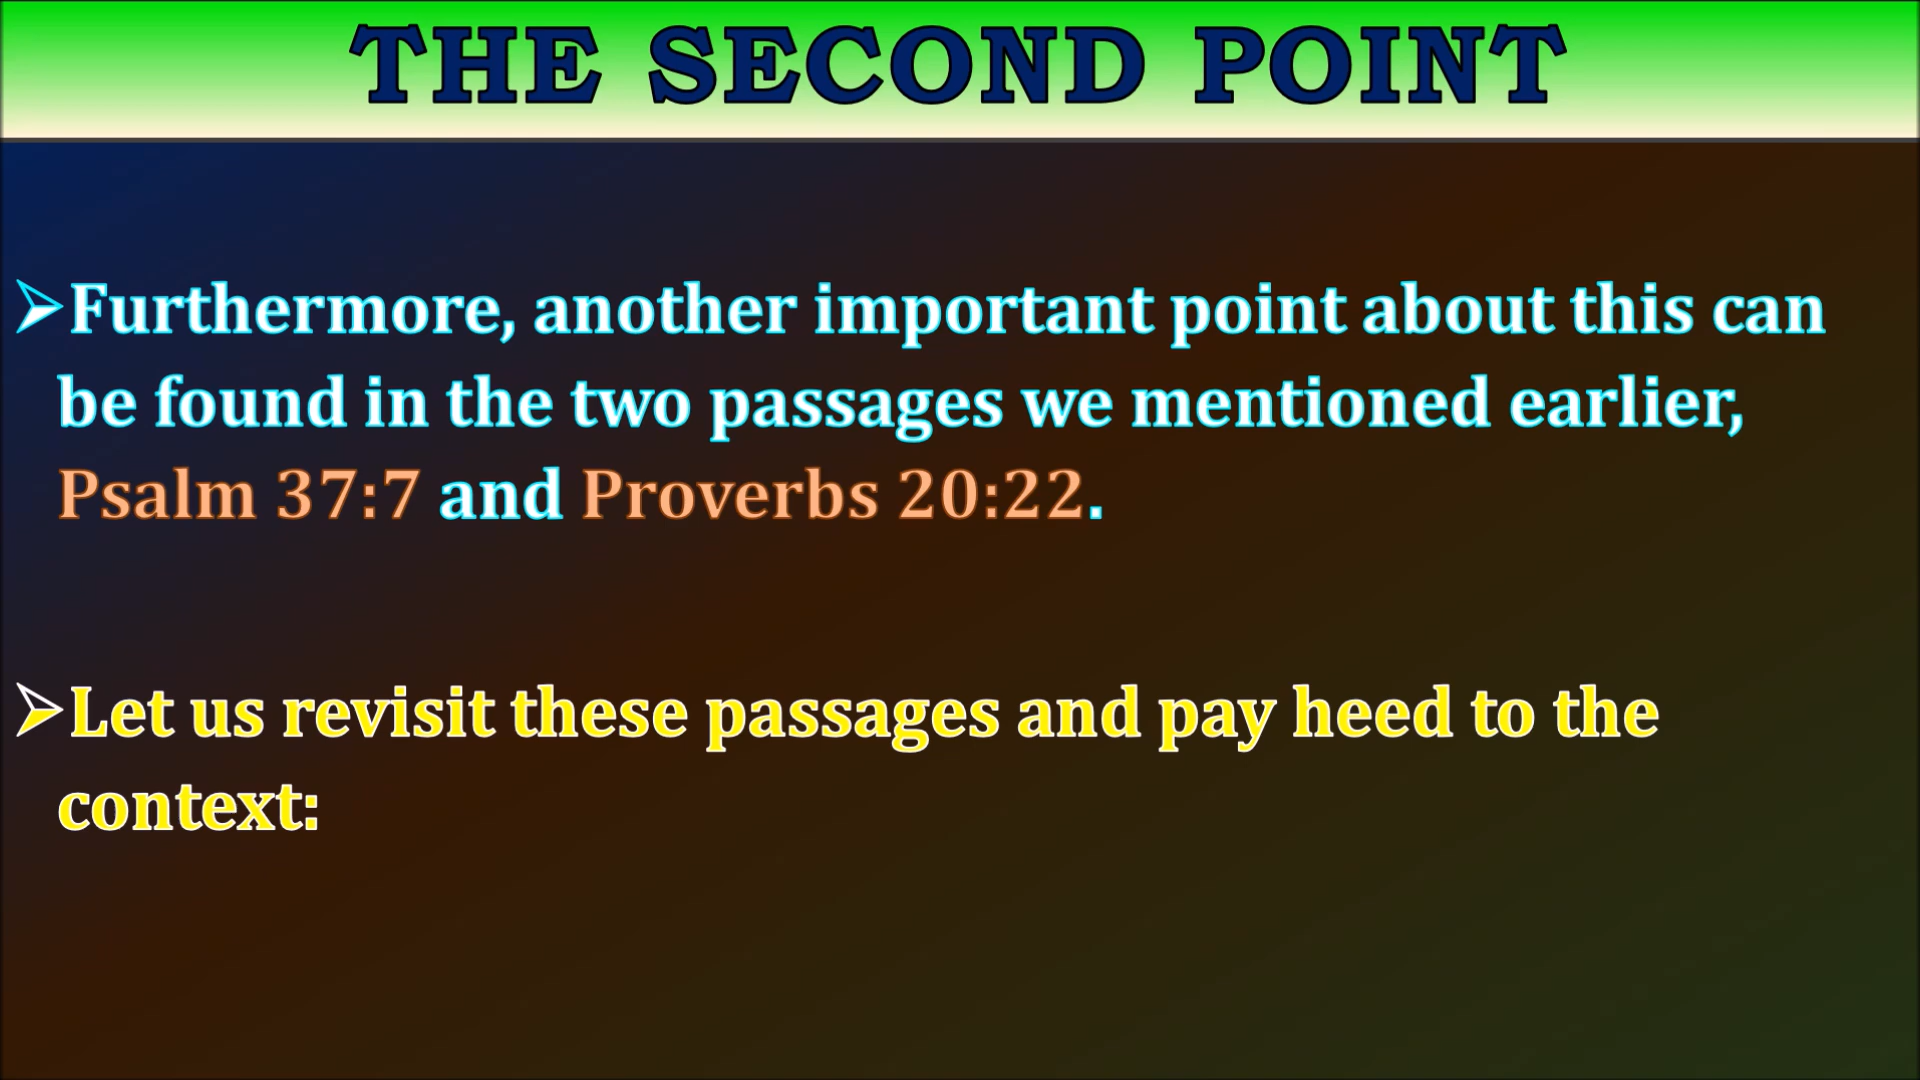 THE SECOND POINT
➢Furthermore, another important point about this can
be found in the two passages we mentioned earlier,
Psalm 37:7 and Proverbs 20:22.
➢Let us revisit these passages and pay heed to the
context: